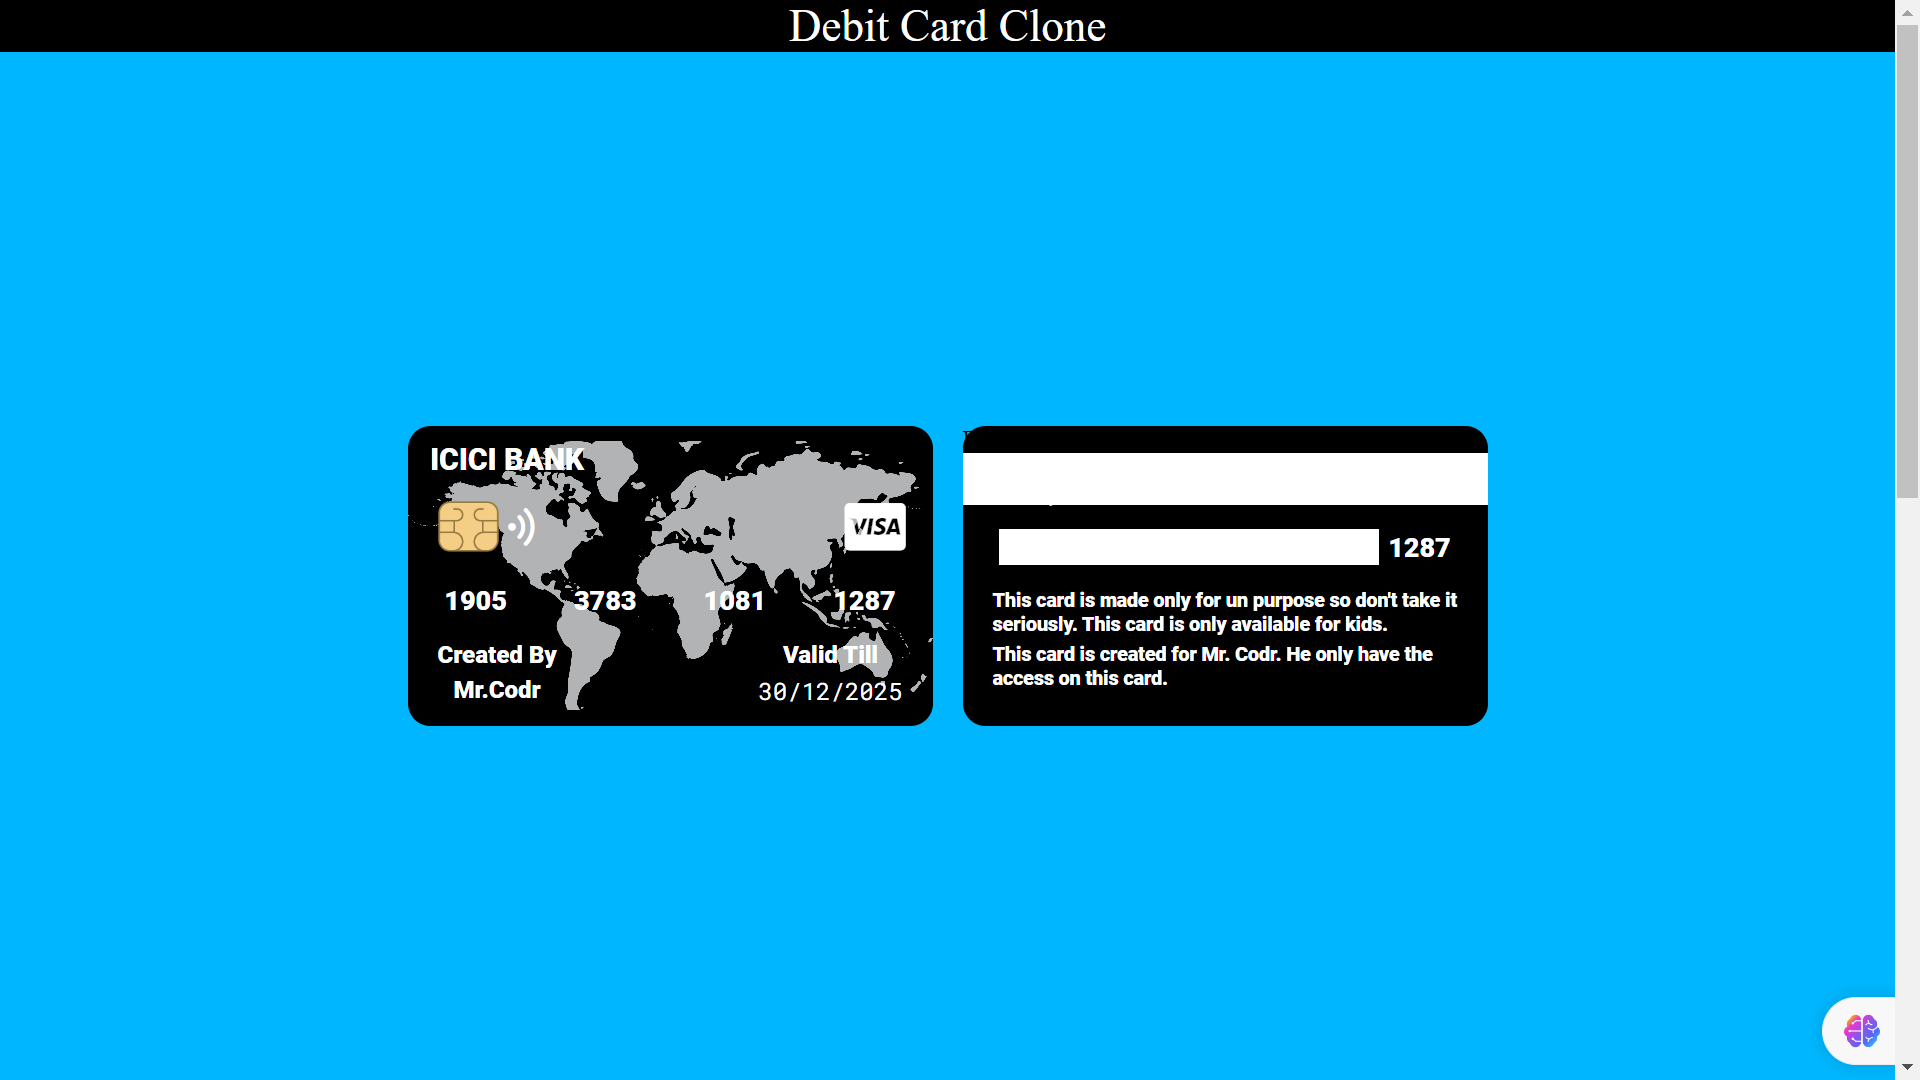 Debit Card Clone
ICICI BANK
VISA
1905 3783 1081 1287
Created By
Mr.Codr
Valid Till
30/12/2025
1287
This card is made only for un purpose so don't take it
seriously. This card is only available for kids.
This card is created for Mr. Codr. He only have the
access on this card.